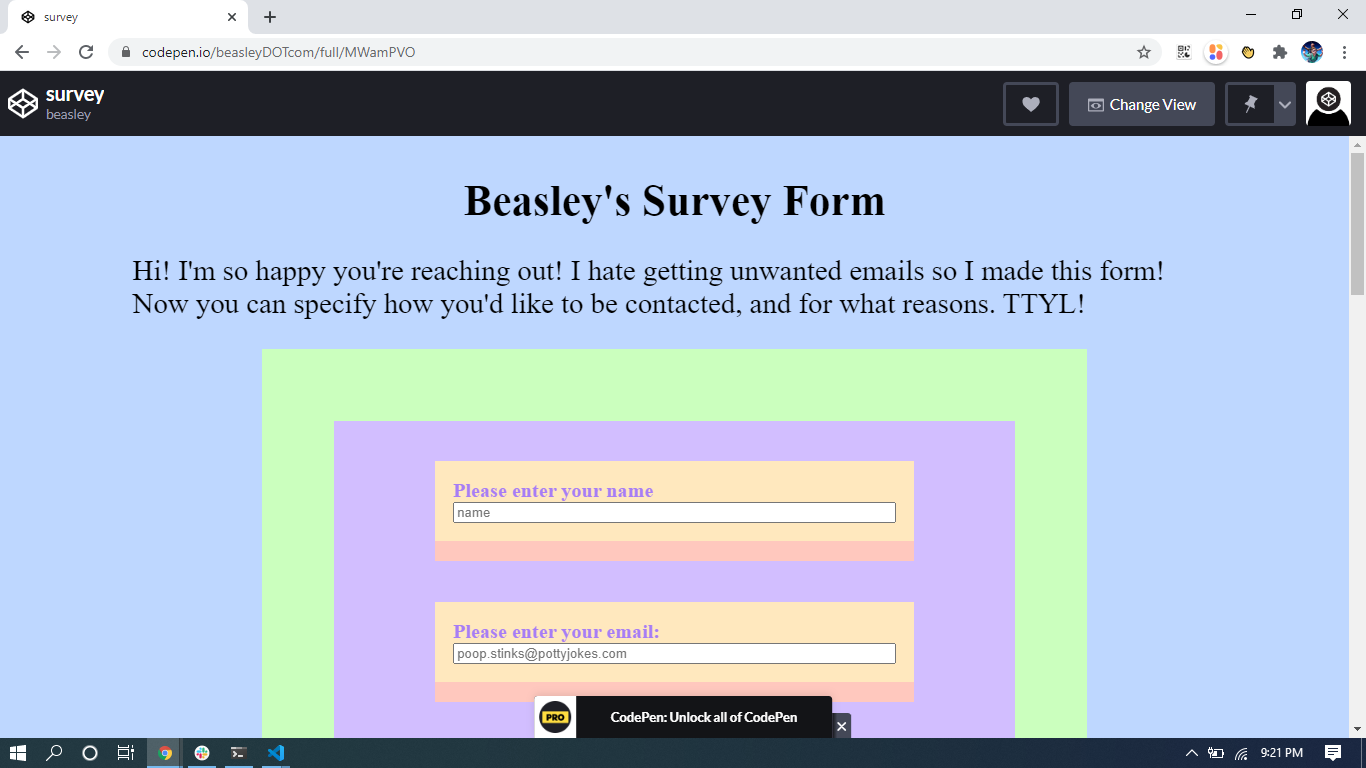 survey
codepen.io/beasleyDOTcom/full/MWamPVO
survey
beasley
Change View
Beasley's Survey Form
Hi! I'm so happy you're reaching out! I hate getting unwanted emails so I made this form!
Now you can specify how you'd like to be contacted, and for what reasons. TTYL!
Please enter your name
name
Please enter your email:
poop.stinks@pottyjokes.com
PRO
CodePen: Unlock all of CodePen
9:21 PM